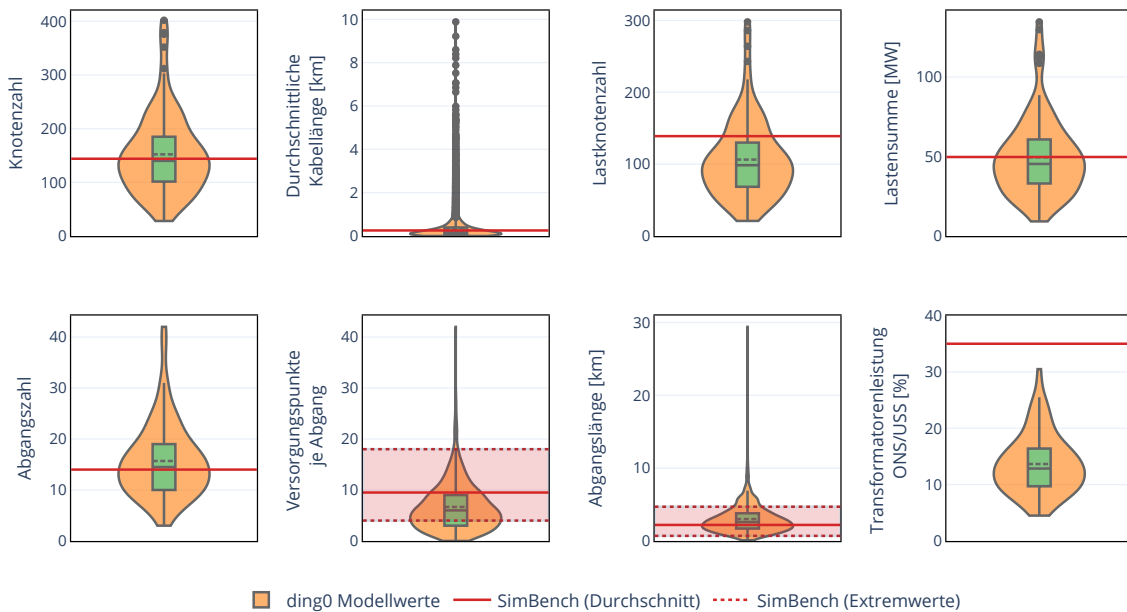 Knotenzahl
400
300
200
100
0
Durchschnittliche
Kabellänge [km]
10
8
6
4
2
0
Lastknotenzahl
300
200
100
0
Lastensumme [MW]
100
50
0
Abgangszahl
40
30
20
10
0
Versorgungspunkte
je Abgang
40
30
20
10
0
Abgangslänge [km]
30
20
10
0
Transformatorenleistung
ONS/USS [%]
40
30
20
10
0
ding0 Modellwerte
SimBench (Durchschnitt)
SimBench (Extremwerte)